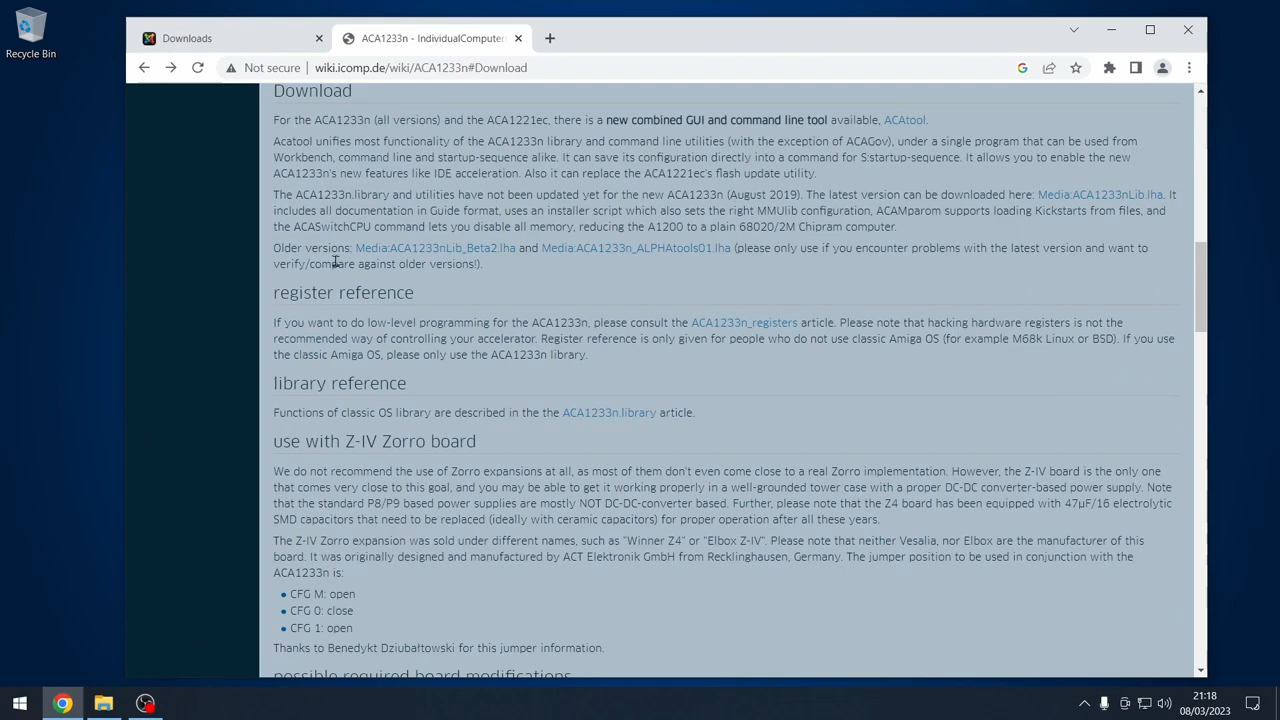 Recycle Bin
Downloads
ACA1233n - IndividualComputer
Not secure
wiki.icomp.de/wiki/ACA1233n#Download
Download
For the ACA1233n (all versions) and the ACA1221ec, there is a new combined GUI and command line tool available, ACAtool.
Acatool unifies most functionality of the ACA1233n library and command line utilities (with the exception of ACAGov), under a single program that can be used from
Workbench, command line and startup-sequence alike. It can save its configuration directly into a command for S:startup-sequence. It allows you to enable the new
ACA1233n's new features like IDE acceleration. Also it can replace the ACA1221ec's flash update utility.
The ACA1233n.library and utilities have not been updated yet for the new ACA1233n (August 2019). The latest version can be downloaded here: Media:ACA1233nLib.lha. It
includes all documentation in Guide format, uses an installer script which also sets the right MMUlib configuration, ACAMparom supports loading Kickstarts from files, and
the ACASwitchCPU command lets you disable all memory, reducing the A1200 to a plain 68020/2M Chipram computer.
Older versions: Media:ACA1233nLib_Beta2.lha and Media:ACA1233n_ALPHAtools01.lha (please only use if you encounter problems with the latest version and want to
verify/compare against older versions!).
register reference
If you want to do low-level programming for the ACA1233n, please consult the ACA1233n_registers article. Please note that hacking hardware registers is not the
recommended way of controlling your accelerator. Register reference is only given for people who do not use classic Amiga OS (for example M68k Linux or BSD). If you use
the classic Amiga OS, please only use the ACA1233n library.
library reference
Functions of classic OS library are described in the the ACA1233n.library article.
use with Z-IV Zorro board
We do not recommend the use of Zorro expansions at all, as most of them don't even come close to a real Zorro implementation. However, the Z-IV board is the only one
that comes very close to this goal, and you may be able to get it working properly in a well-grounded tower case with a proper DC-DC converter-based power supply. Note
that the standard P8/P9 based power supplies are mostly NOT DC-DC-converter based. Further, please note that the Z4 board has been equipped with 47µF/16 electrolytic
SMD capacitors that need to be replaced (ideally with ceramic capacitors) for proper operation after all these years.
The Z-IV Zorro expansion was sold under different names, such as "Winner Z4" or "Elbox Z-IV". Please note that neither Vesalia, nor Elbox are the manufacturer of this
board. It was originally designed and manufactured by ACT Elektronik GmbH from Recklinghausen, Germany. The jumper position to be used in conjunction with the
ACA1233n is:
CFG M: open
CFG 0: close
CFG 1: open
Thanks to Benedykt Dziubałtowski for this jumper information.
possible required board modifications
21:18
08/03/2023